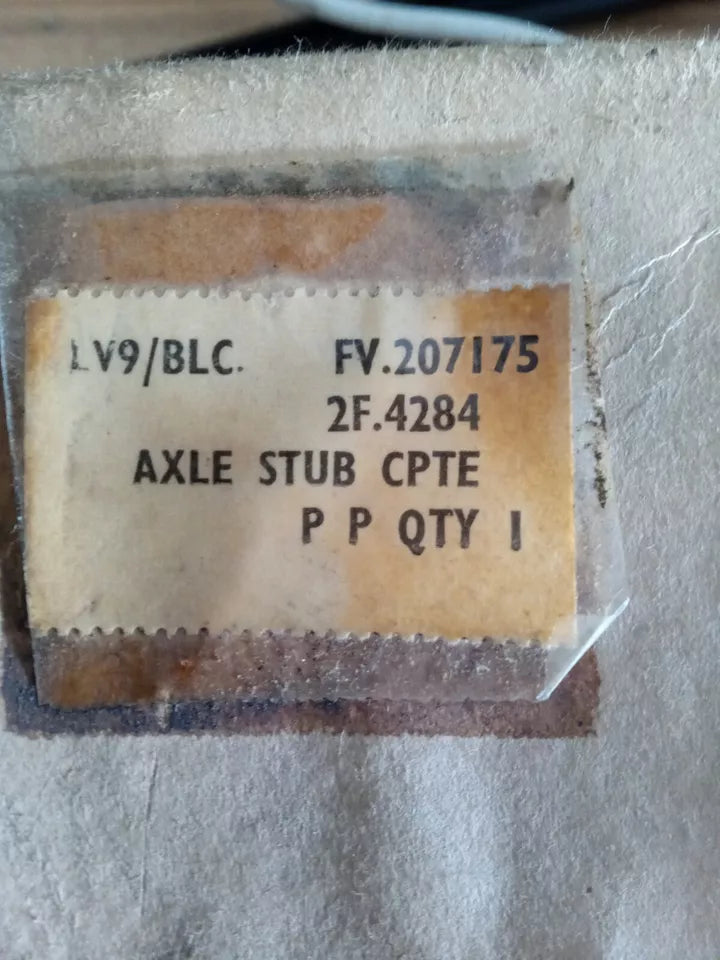 LV9/BLC. FV.207175
2F.4284
AXLE STUB CPTE
P P QTY 1